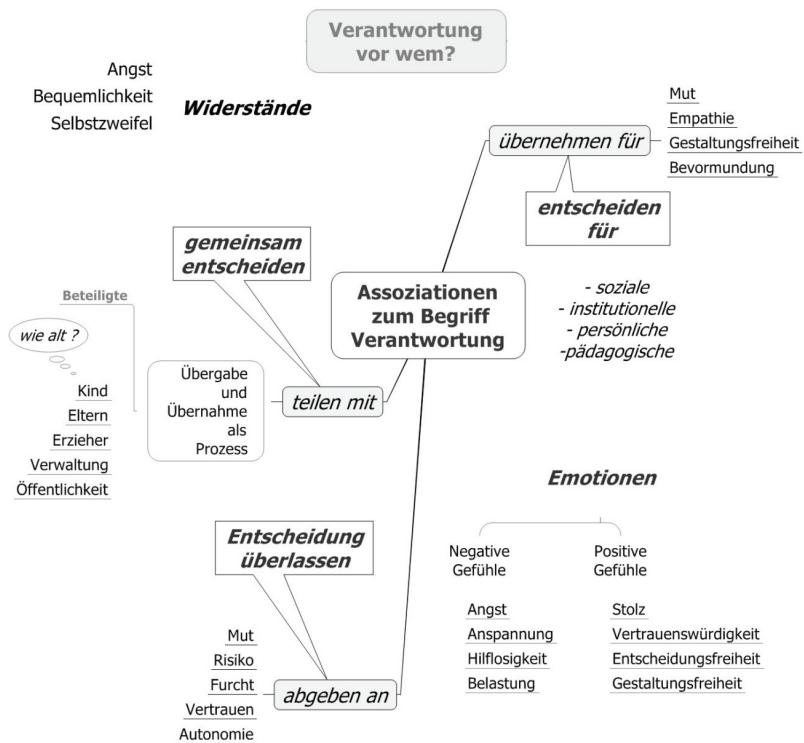 Verantwortung
vor wem?
Angst
Bequemlichkeit
Selbstzweifel
Widerstände
übernehmen für
Mut
Empathie
Gestaltungsfreiheit
Bevormundung
entscheiden
für
gemeinsam
entscheiden
Assoziationen
zum Begriff
Verantwortung
- soziale
- institutionelle
- persönliche
-pädagogische
Beteiligte
wie alt ?
Kind
Eltern
Erzieher
Verwaltung
Öffentlichkeit
Übergabe
und
Übernahme
als
Prozess
teilen mit
Emotionen
Negative
Gefühle
Angst
Anspannung
Hilflosigkeit
Belastung
Positive
Gefühle
Stolz
Vertrauenswürdigkeit
Entscheidungsfreiheit
Gestaltungsfreiheit
Entscheidung
überlassen
Mut
Risiko
Furcht
Vertrauen
Autonomie
abgeben an